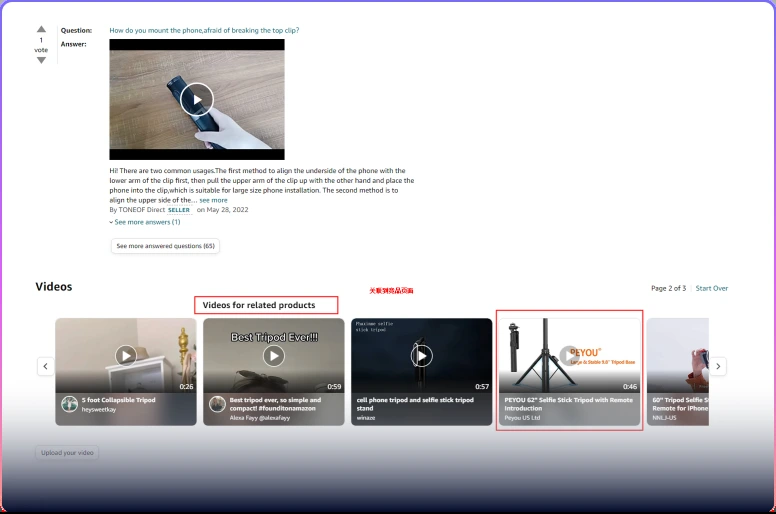 Question:
How do you mount the phone,afraid of breaking the top clip?
1
vote
Answer:
Hi! There are two common usages.The first method to align the underside of the phone with the
lower arm of the clip first, then pull the upper arm of the clip up with the other hand and place the
phone into the clip,which is suitable for large size phone installation. The second method is to
align the upper side of the... see more
By TONEOF Direct SELLER on May 28, 2022
See more answers (1)
See more answered questions (65)
Videos
关联到竞品页面
Page 2 of 3
Start Over
Videos for related products
0:26
5 foot Collapsible Tripod
heysweetkay
Best Tripod Ever!!!
0:59
Best tripod ever, so simple and
compact! #founditonamazon
Alexa Fayy @alexafayy
selfie
stick tripod
0:57
cell phone tripod and selfie stick tripod
stand
winaze
PEYOU®
Large & Stable 9.6" Tripod Base
0:46
PEYOU 62" Selfie Stick Tripod with Remote
Introduction
Peyou US Ltd
60" Tripod Selfie S
Remote for iPhone
NNLJ-US
Upload your video